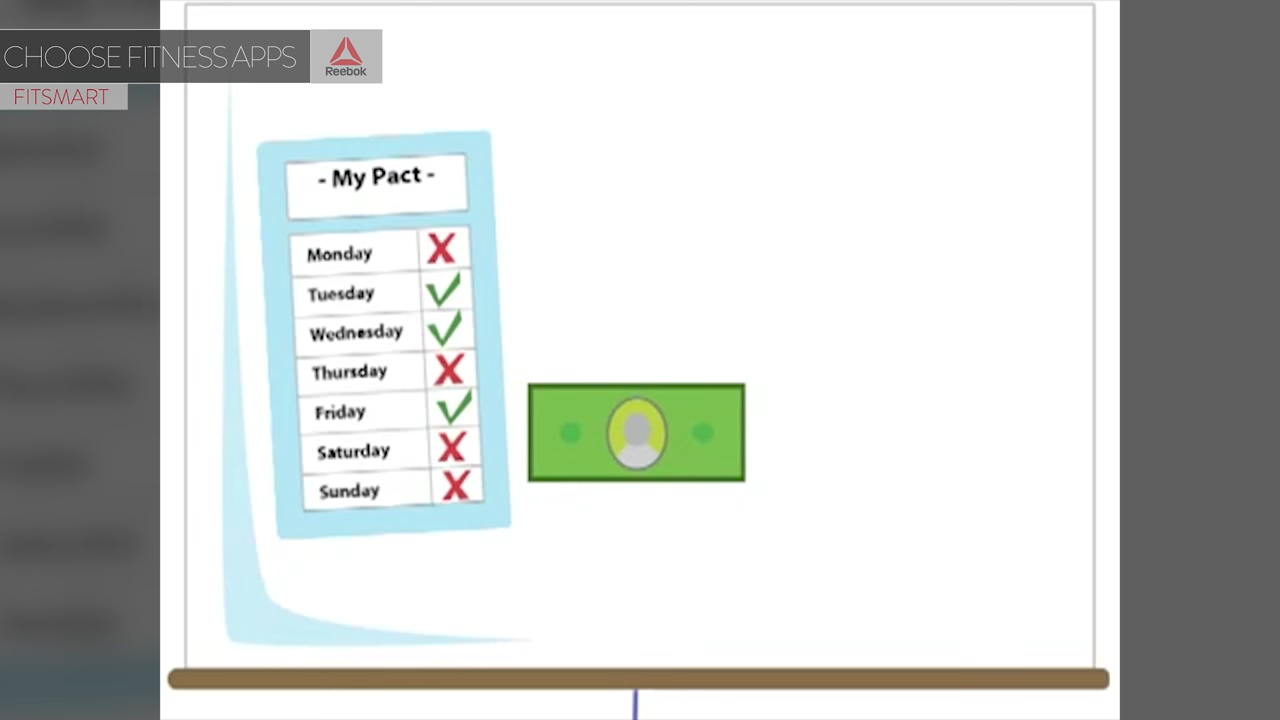 CHOOSE FITNESS APPS
Reebok
FITSMART
- My Pact -
Monday X
Tuesday
Wednesday
Thursday X
Friday
Saturday X
Sunday X